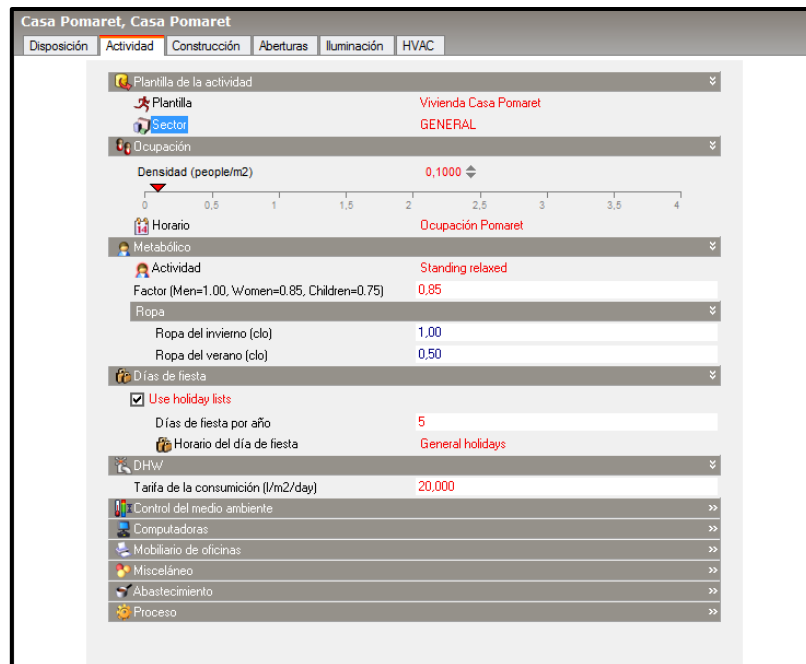 Casa Pomaret, Casa Pomaret
Disposición Actividad Construcción Aberturas Iluminación HVAC
Plantilla de la actividad
Plantilla Vivienda Casa Pomaret
Sector GENERAL
Ocupación
Densidad (people/m2) 0,1000
0 0,5 1 1,5 2 2,5 3 3,5 4
14 Horario Ocupación Pomaret
Metabólico
Actividad Standing relaxed
Factor (Men=1.00, Women=0.85, Children=0.75) 0,85
Ropa
Ropa del invierno (clo) 1,00
Ropa del verano (clo) 0,50
Días de fiesta
Use holiday lists
Días de fiesta por año 5
Horario del día de fiesta General holidays
DHW
Tarifa de la consumición (l/m2/day) 20,000
Control del medio ambiente
Computadoras
Mobiliario de oficinas
Misceláneo
Abastecimiento
Proceso